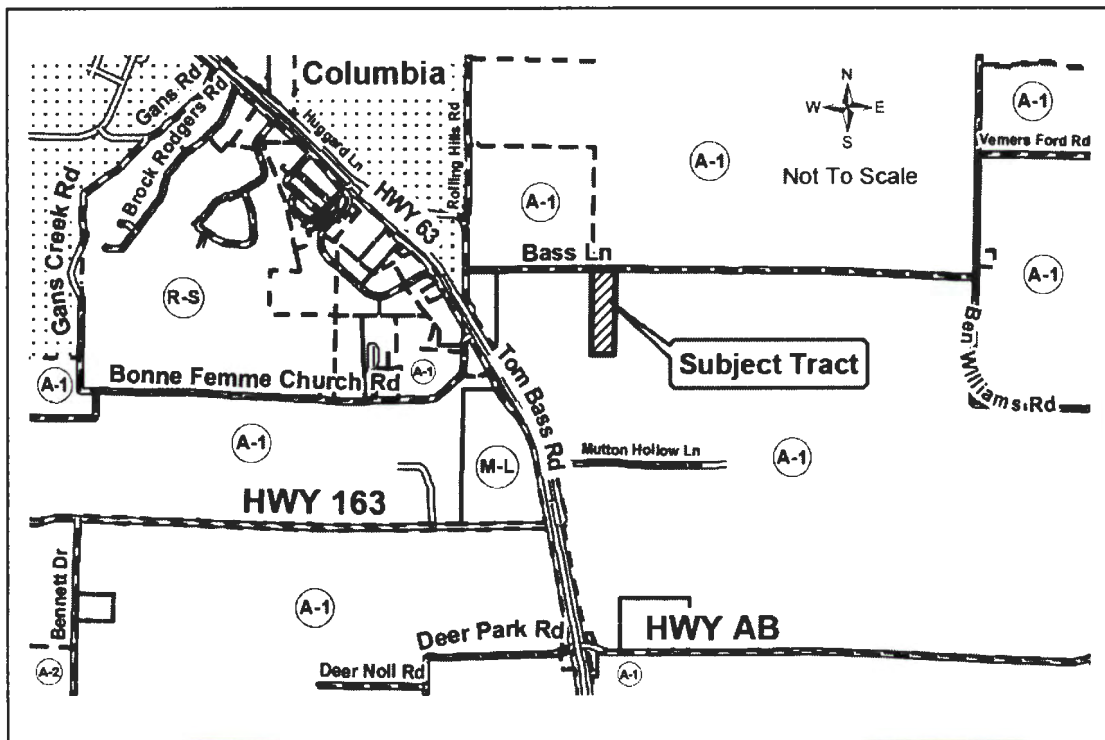 Columbia
Gans Rd
Brock Rodgers Rd
Huggard Ln
Rolling Hills Rd
HWY 63
N
W E
S
Not To Scale
A-1
Vemers Ford Rd
A-1
A-1
Bass Ln
A-1
Gans Creek Rd
R-S
Subject Tract
Ben Williams Rd
A-1
Bonne Femme Church Rd
A-1
Tom Bass Rd
A-1
M-L
Mutton Hollow Ln
A-1
HWY 163
Bennett Dr
A-1
Deer Park Rd
HWY AB
A-2
Deer Noll Rd
A-1